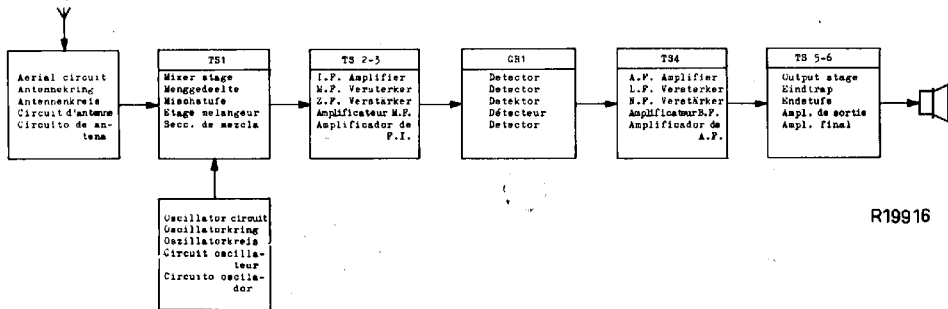 Aerial circuit
Antennekring
Antennenkreis
Circuit d'antenne
Circuito de an-
tena
TS1
Mixer stage
Menggedeelte
Mischstufe
Etage melangeur
Secc. de mezcla
TS 2-3
I.F. Amplifier
M.F. Versterker
Z.F. Verstärker
Amplificateur M.F.
Amplificador de
F.I.
GR1
Detector
Detector
Detektor
Détecteur
Detector
TS4
A.F. Amplifier
L.F. Versterker
N.F. Verstärker
Amplificateur B.F.
Amplificador de
A.F.
TS 5-6
Output stage
Eindtrap
Endstufe
Ampl. de sortie
Ampl. final
Oscillator circuit
Oscillatorkring
Oszillatorkreis
Circuit oscilla-
teur
Circuito oscila-
dor
R19916